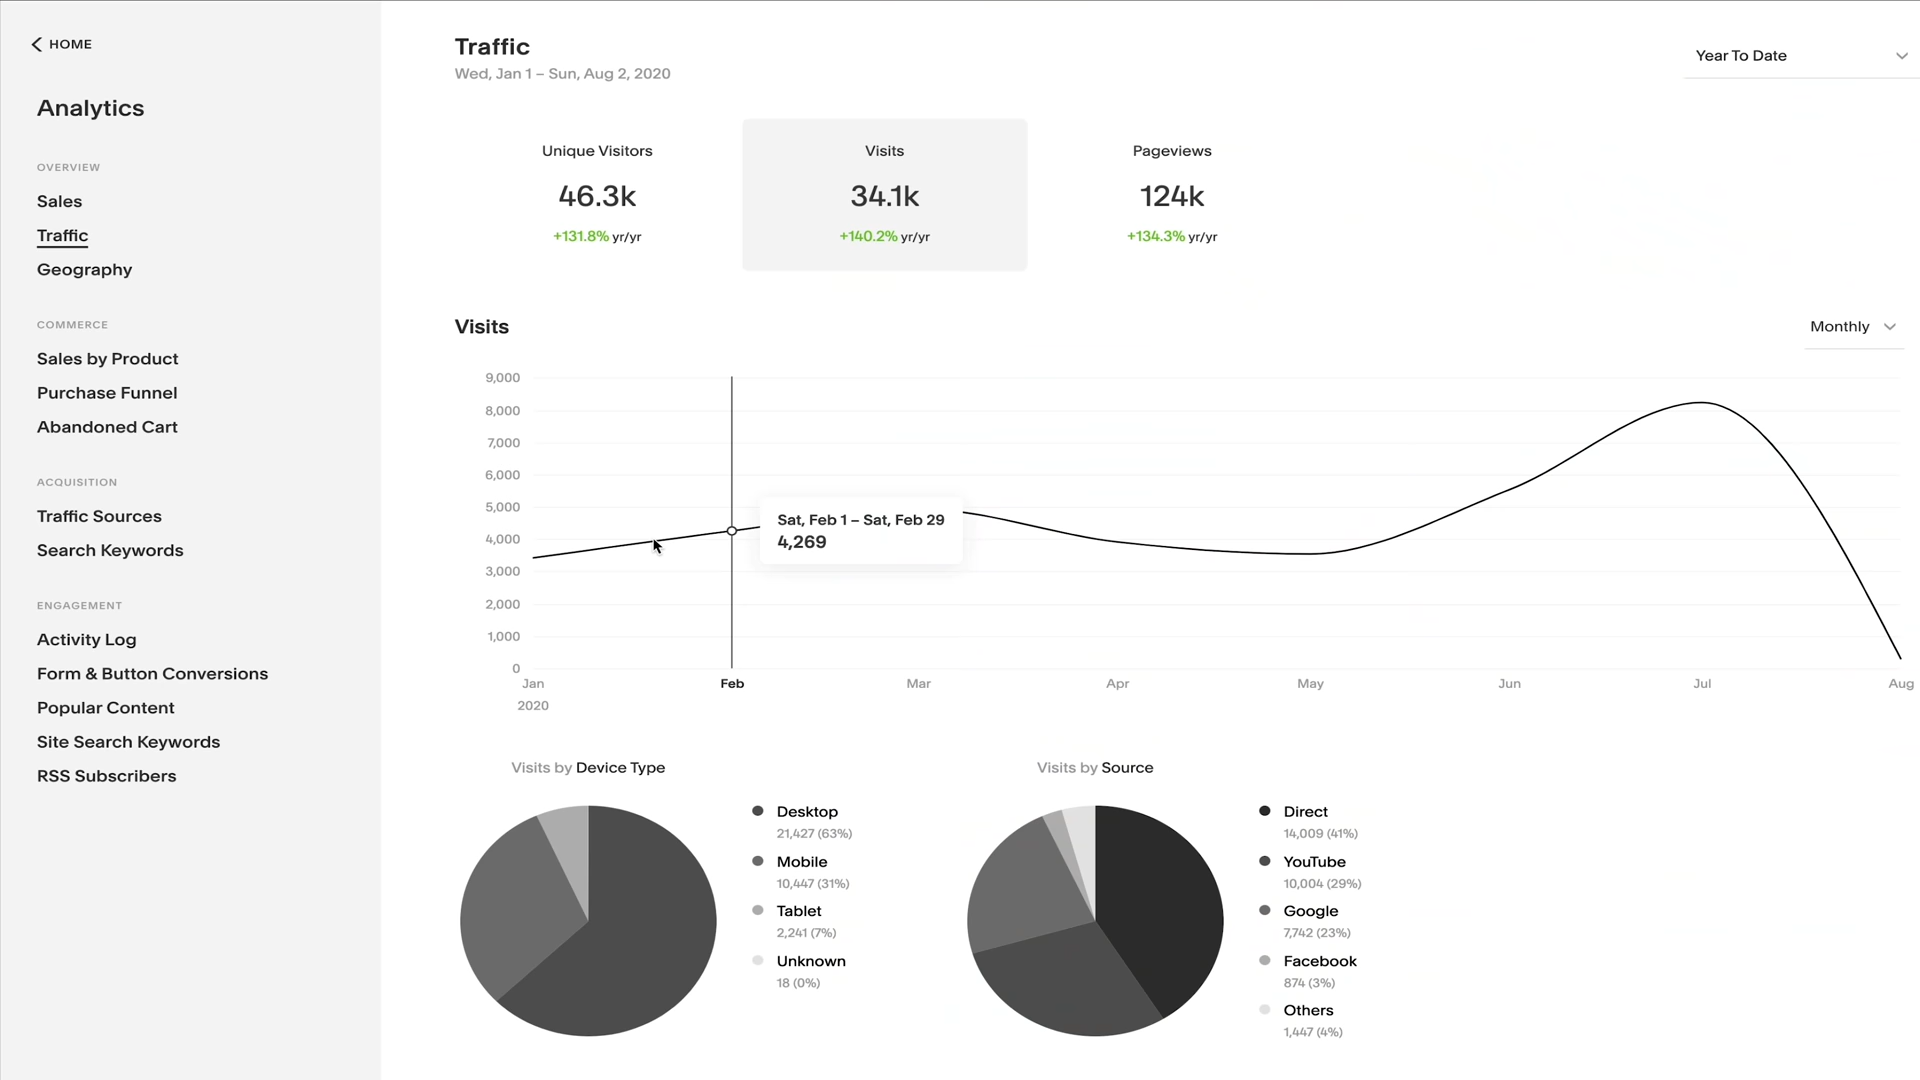 HOME
Analytics
OVERVIEW
Sales
Traffic
Geography
COMMERCE
Sales by Product
Purchase Funnel
Abandoned Cart
ACQUISITION
Traffic Sources
Search Keywords
ENGAGEMENT
Activity Log
Form & Button Conversions
Popular Content
Site Search Keywords
RSS Subscribers
Traffic
Wed, Jan 1 – Sun, Aug 2, 2020
Year To Date
Unique Visitors
46.3k
+131.8% yr/yr
Visits
34.1k
+140.2% yr/yr
Pageviews
124k
+134.3% yr/yr
Visits
Monthly
9,000
8,000
7,000
6,000
5,000
4,000
3,000
2,000
1,000
0
Sat, Feb 1 – Sat, Feb 29
4,269
Jan Feb Mar Apr May Jun Jul Aug
2020
Visits by Device Type
Desktop
21,427 (63%)
Mobile
10,447 (31%)
Tablet
2,241 (7%)
Unknown
18 (0%)
Visits by Source
Direct
14,009 (41%)
YouTube
10,004 (29%)
Google
7,742 (23%)
Facebook
874 (3%)
Others
1,447 (4%)